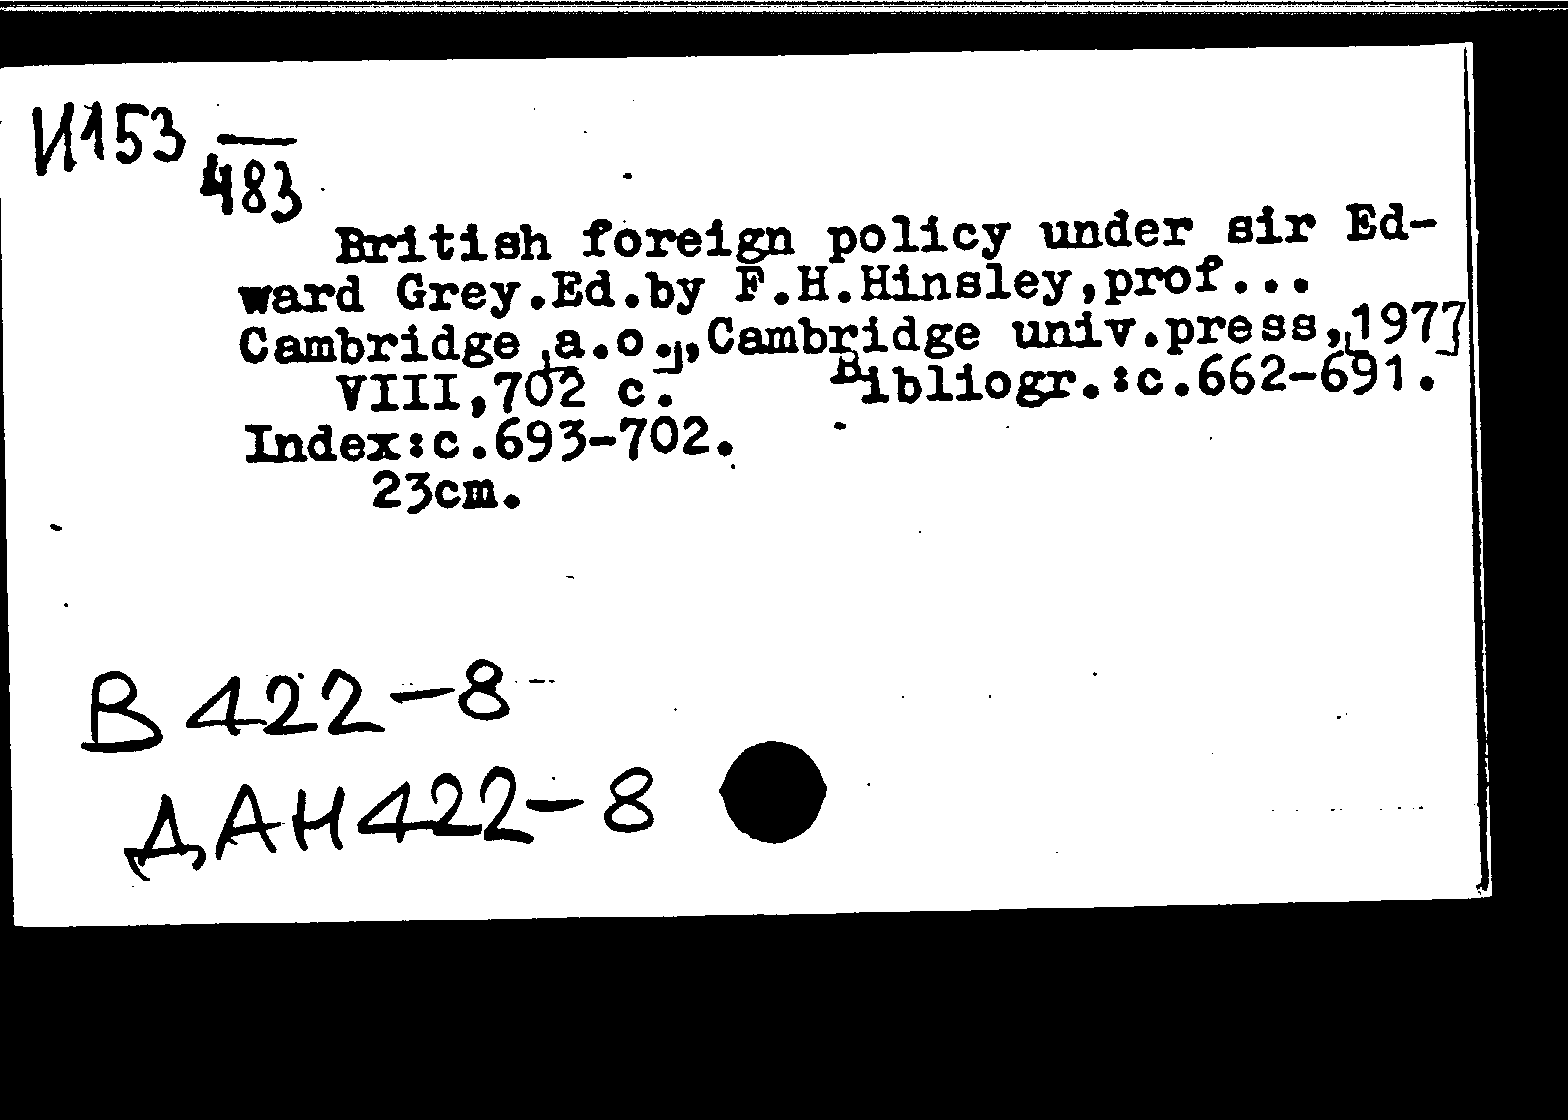 И153
483
British foreign policy under sir Ed-
ward Grey.Ed.by F.H.Hinsley,prof...
Cambridge [a.o.],Cambridge univ.press,[1977]
VIII,702 c. Bibliogr.:c.662-691.
Index:c.693-702.
23cm.
В 422-8
ДАН422-8